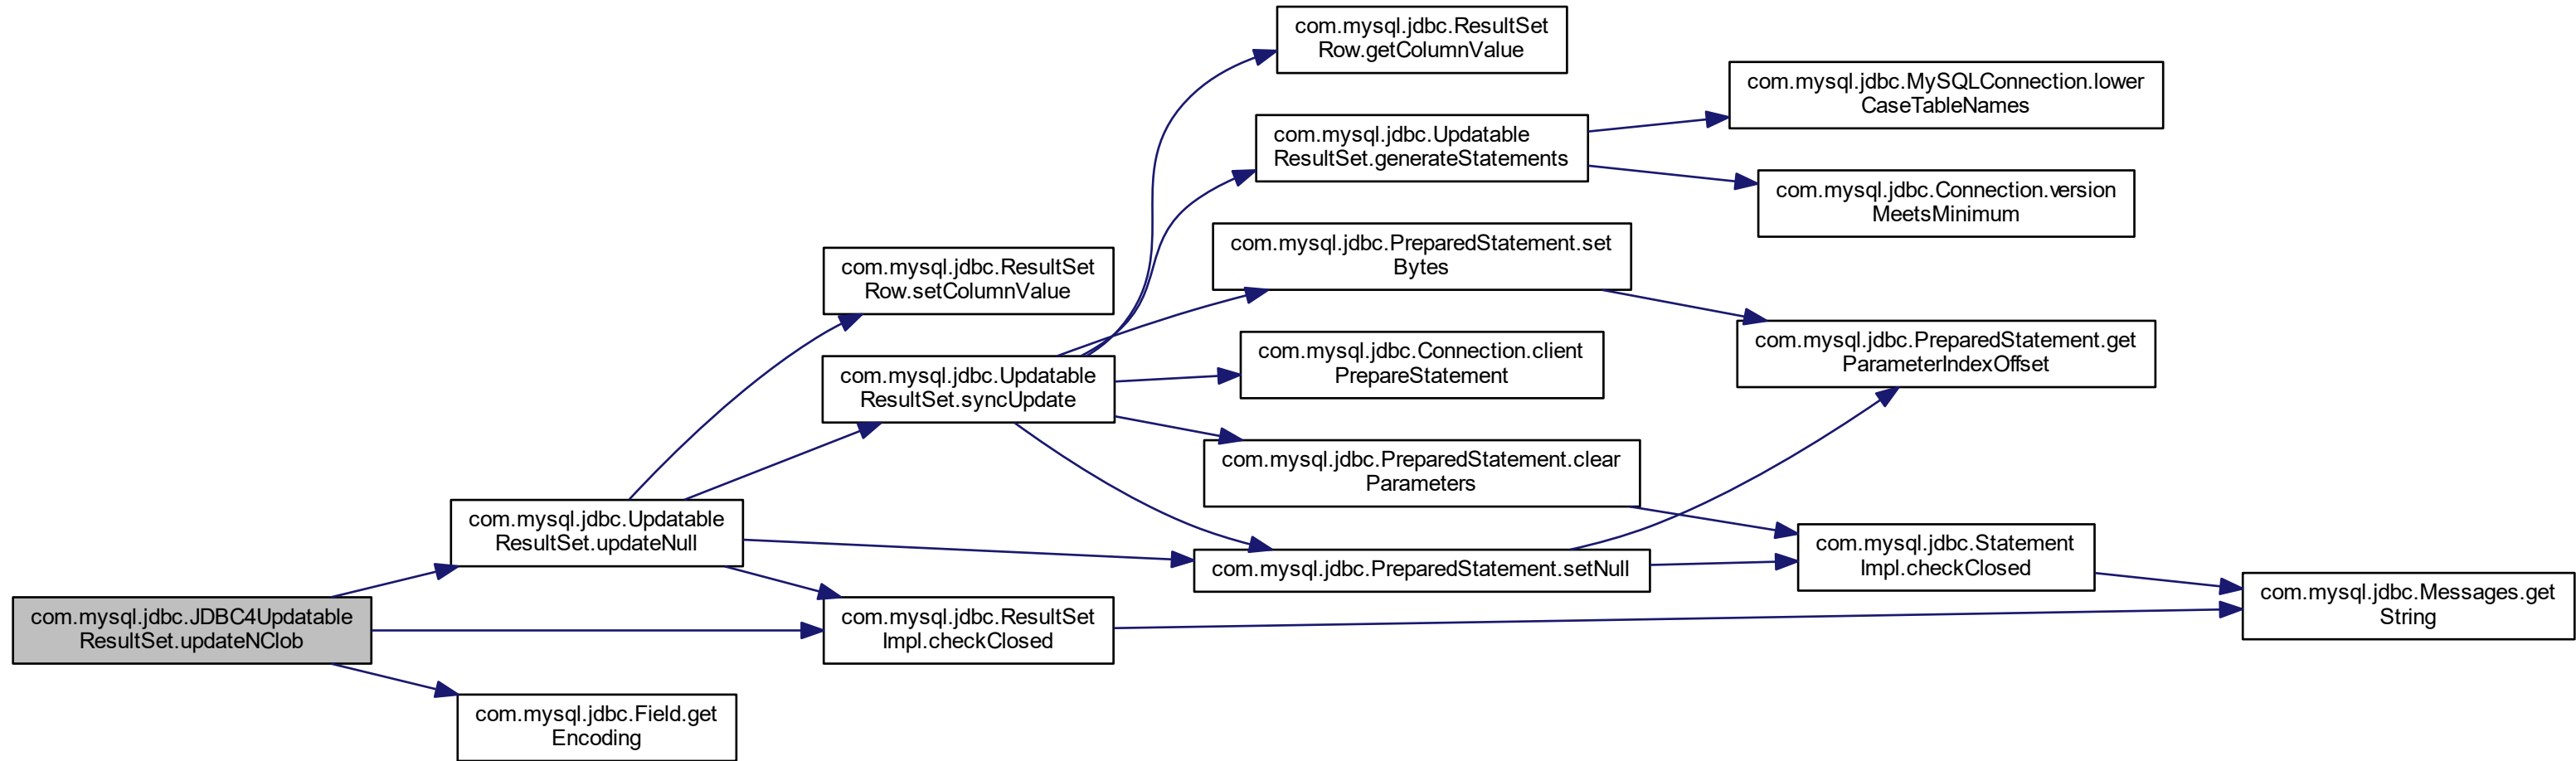 com.mysql.jdbc.ResultSet
Row.getColumnValue
com.mysql.jdbc.MySQLConnection.lower
CaseTableNames
com.mysql.jdbc.Updatable
ResultSet.generateStatements
com.mysql.jdbc.Connection.version
MeetsMinimum
com.mysql.jdbc.PreparedStatement.set
Bytes
com.mysql.jdbc.ResultSet
Row.setColumnValue
com.mysql.jdbc.PreparedStatement.get
ParameterIndexOffset
com.mysql.jdbc.Connection.client
PrepareStatement
com.mysql.jdbc.Updatable
ResultSet.syncUpdate
com.mysql.jdbc.PreparedStatement.clear
Parameters
com.mysql.jdbc.Updatable
ResultSet.updateNull
com.mysql.jdbc.Statement
Impl.checkClosed
com.mysql.jdbc.PreparedStatement.setNull
com.mysql.jdbc.Messages.get
String
com.mysql.jdbc.JDBC4Updatable
ResultSet.updateNClob
com.mysql.jdbc.ResultSet
Impl.checkClosed
com.mysql.jdbc.Field.get
Encoding